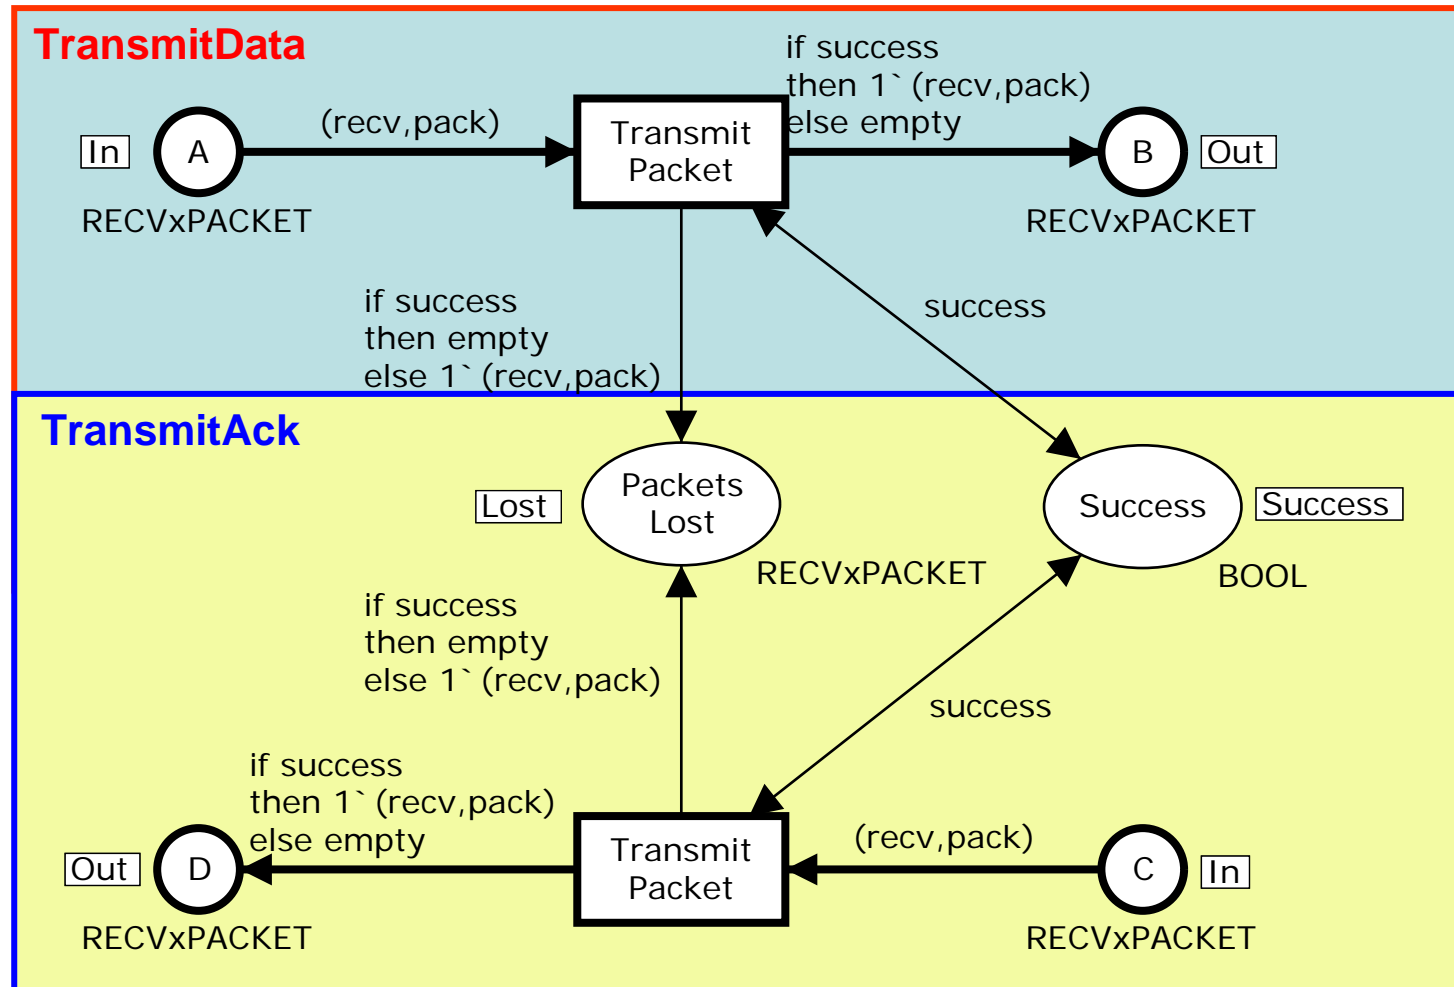 TransmitData
if success
then 1`(recv,pack)
else empty
(recv,pack)
In
A
Transmit
Packet
B
Out
RECVxPACKET
RECVxPACKET
if success
then empty
else 1`(recv,pack)
success
TransmitAck
Lost
Packets
Lost
Success
Success
RECVxPACKET
BOOL
if success
then empty
else 1`(recv,pack)
success
if success
then 1`(recv,pack)
else empty
(recv,pack)
Out
D
Transmit
Packet
C
In
RECVxPACKET
RECVxPACKET